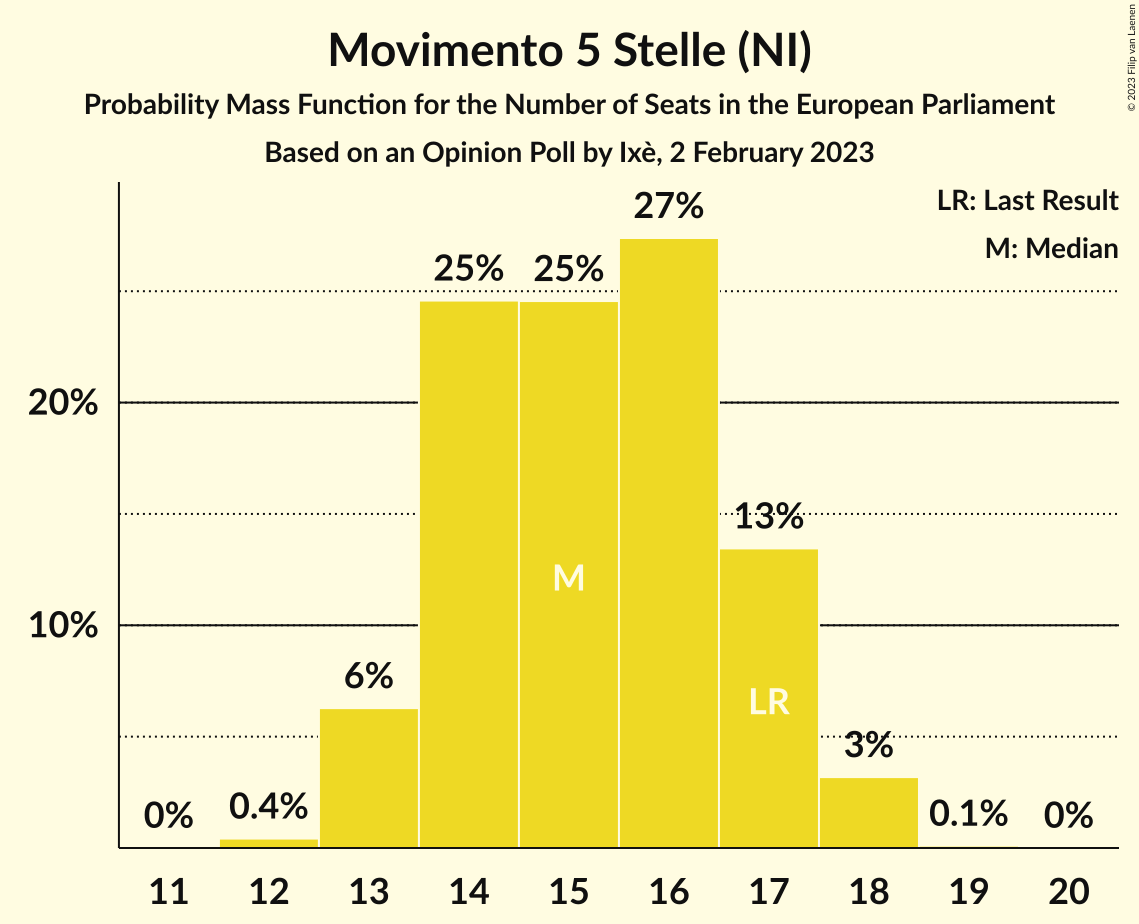 Movimento 5 Stelle (NI)
Probability Mass Function for the Number of Seats in the European Parliament
Based on an Opinion Poll by Ixè, 2 February 2023
© 2023 Filip van Laenen
LR: Last Result
M: Median
27%
25%
25%
20%
13%
M
10%
6%
LR
3%
0%
0.4%
0.1%
0%
11
12
13
14
15
16
17
18
19
20